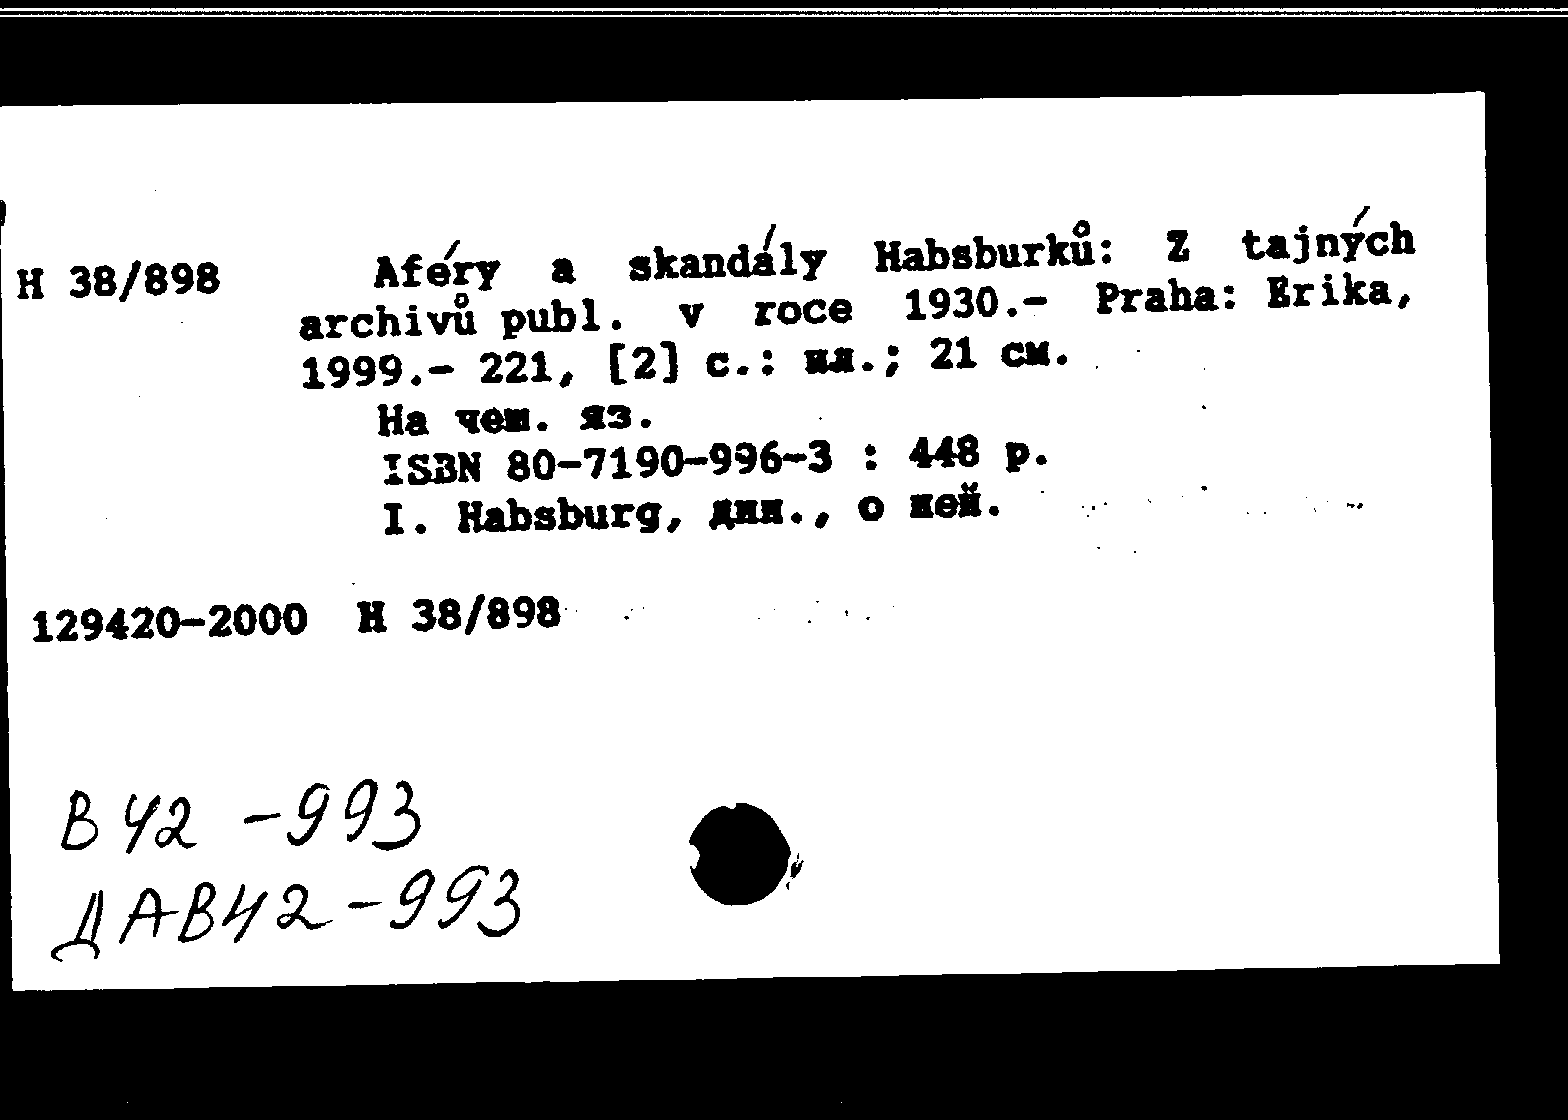 Н 38/898 Aféry a skandály Habsburků: Z tajných
archivů publ. v roce 1930.- Praha: Erika,
1999.- 221, [2] с.: ил.; 21 см.
На чеш. яз.
ISBN 80-7190-996-3 : 448 р.
I. Habsburg, дин., о ней.
129420-2000 Н 38/898
В 42 -993
ДАВ42-993